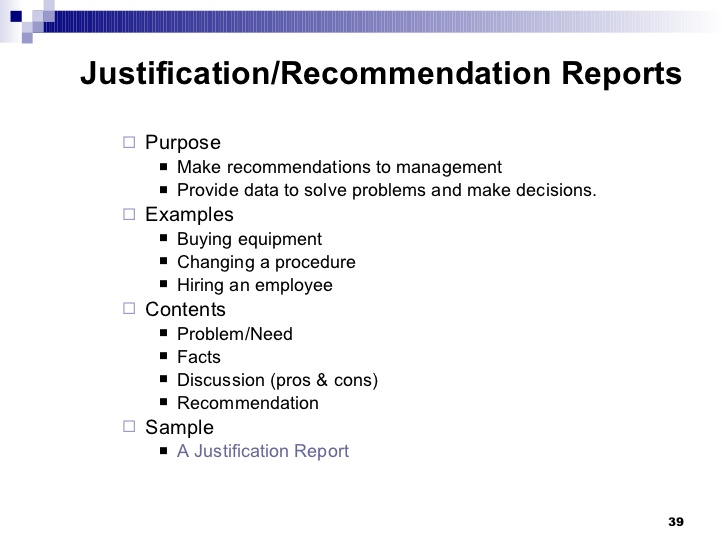 Justification/Recommendation Reports
Purpose
Make recommendations to management
Provide data to solve problems and make decisions.
Examples
Buying equipment
Changing a procedure
Hiring an employee
Contents
Problem/Need
Facts
Discussion (pros & cons)
Recommendation
Sample
A Justification Report
39